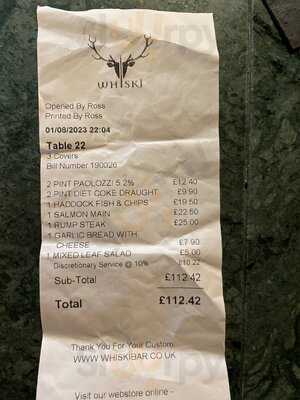 WHISKI
Opened By Ross
Printed By Ross
01/08/2023 22:04
Table 22
3 Covers
Bill Number 190026
2 PINT PAOLOZZI 5.2% £12.40
2 PINT DIET COKE DRAUGHT £9.90
1 HADDOCK FISH & CHIPS £19.50
1 SALMON MAIN £22.50
1 RUMP STEAK £25.00
1 GARLIC BREAD WITH
CHEESE £7.90
1 MIXED LEAF SALAD £5.00
Discretionary Service @ 10% £10.22
Sub-Total £112.42
Total £112.42
Thank You For Your Custom
WWW.WHISKIBAR.CO.UK
Visit our webstore online -